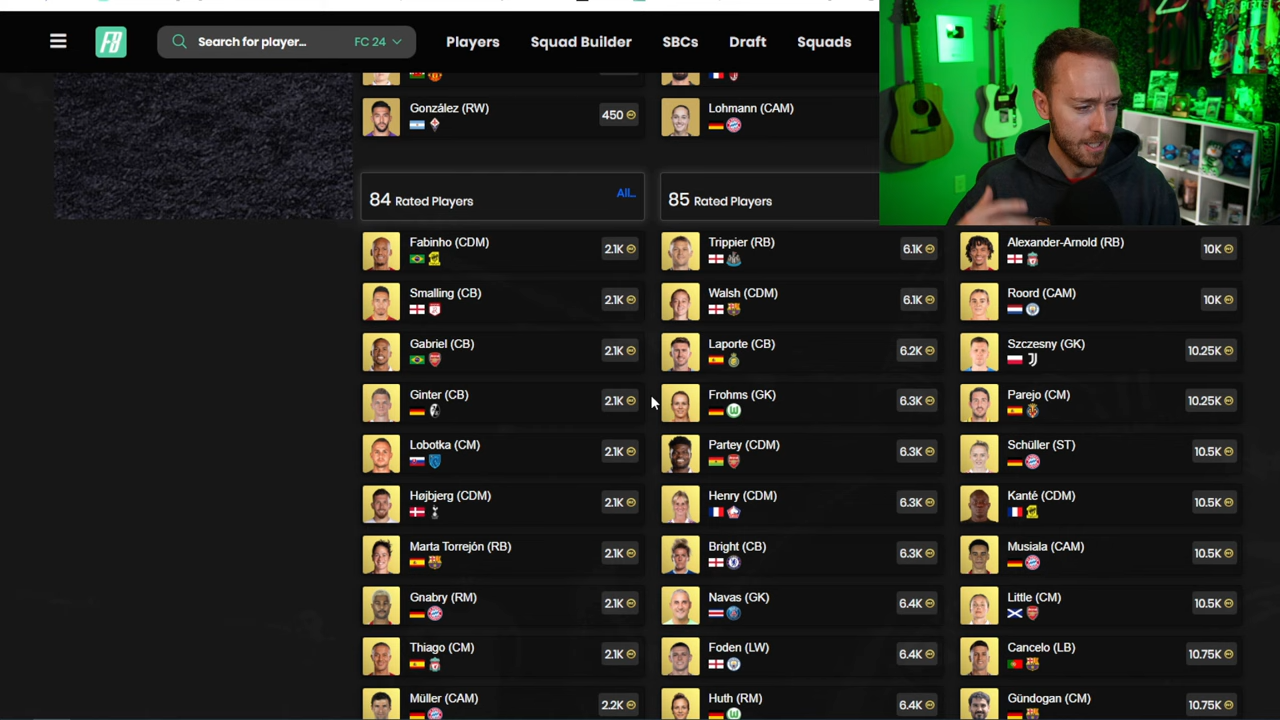 FB
Search for player...
FC 24
Players
Squad Builder
SBCs
Draft
Squads
González (RW)
450
Lohmann (CAM)
84 Rated Players
All...
85 Rated Players
Fabinho (CDM)
2.1K
Trippier (RB)
6.1K
Alexander-Arnold (RB)
10K
Smalling (CB)
2.1K
Walsh (CDM)
6.1K
Roord (CAM)
10K
Gabriel (CB)
2.1K
Laporte (CB)
6.2K
Szczesny (GK)
10.25K
Ginter (CB)
2.1K
Frohms (GK)
6.3K
Parejo (CM)
10.25K
Lobotka (CM)
2.1K
Partey (CDM)
6.3K
Schüller (ST)
10.5K
Højbjerg (CDM)
2.1K
Henry (CDM)
6.3K
Kanté (CDM)
10.5K
Marta Torrejón (RB)
2.1K
Bright (CB)
6.3K
Musiala (CAM)
10.5K
Gnabry (RM)
2.1K
Navas (GK)
6.4K
Little (CM)
10.5K
Thiago (CM)
2.1K
Foden (LW)
6.4K
Cancelo (LB)
10.75K
Müller (CAM)
2.2K
Huth (RM)
6.4K
Gündogan (CM)
10.75K